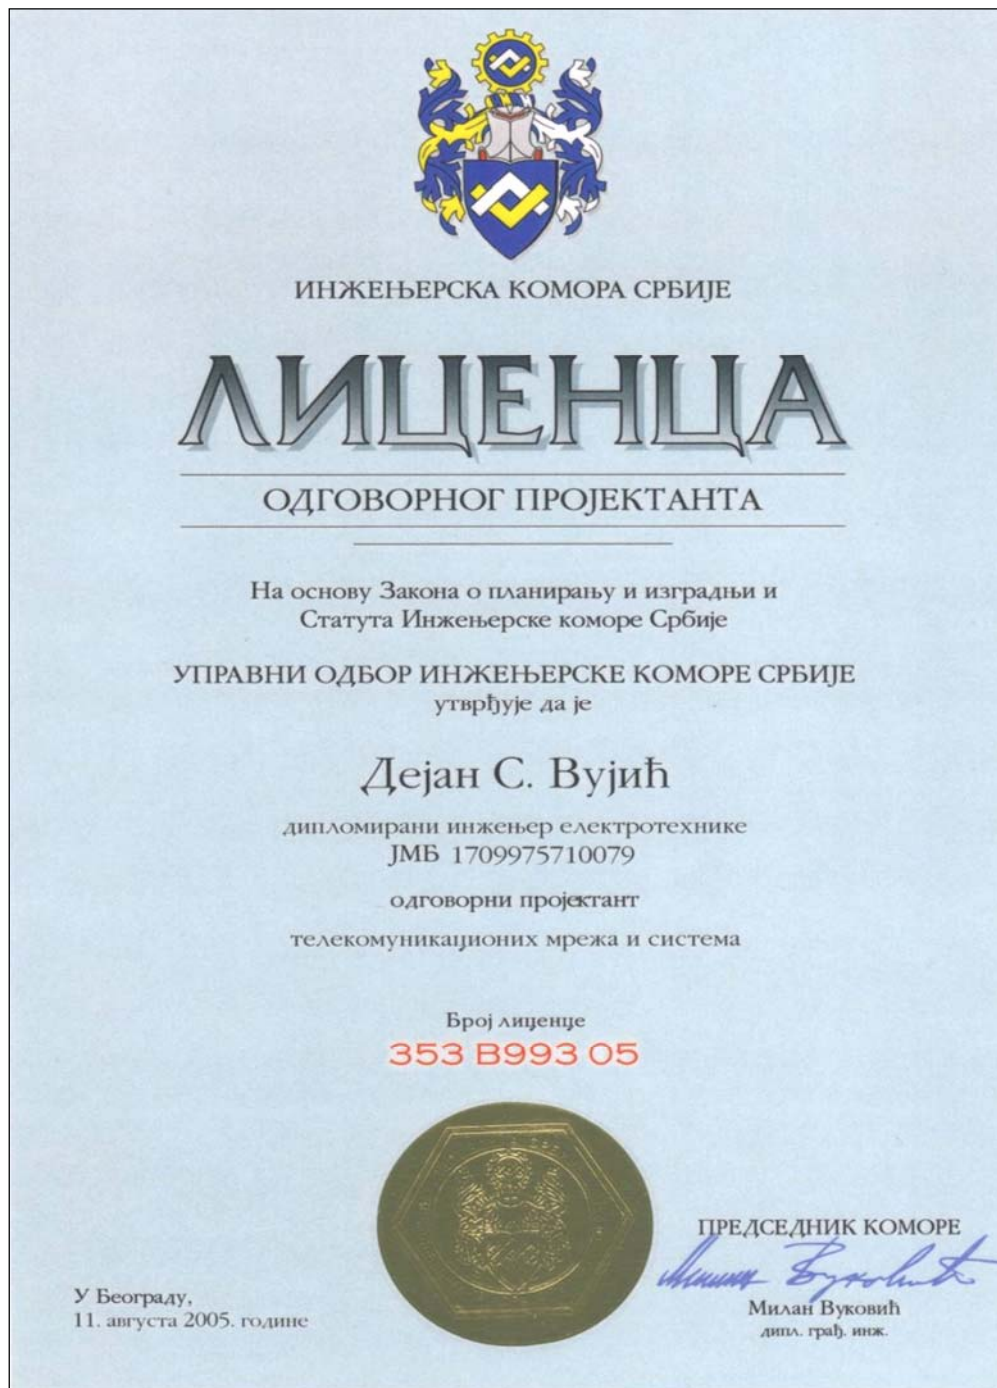 ИНЖЕЊЕРСКА КОМОРА СРБИЈЕ
ЛИЦЕНЦА
ОДГОВОРНОГ ПРОЈЕКТАНТА
На основу Закона о планирању и изградњи и
Статута Инжењерске коморе Србије
УПРАВНИ ОДБОР ИНЖЕЊЕРСКЕ КОМОРЕ СРБИЈЕ
утврђује да је
Дејан С. Вујић
дипломирани инжењер електротехнике
ЈМБ 1709975710079
одговорни пројектант
телекомуникационих мрежа и система
Број лиценце
353 В993 05
ПРЕДСЕДНИК КОМОРЕ
Милан Вуковић
дипл. грађ. инж.
У Београду,
11. августа 2005. године